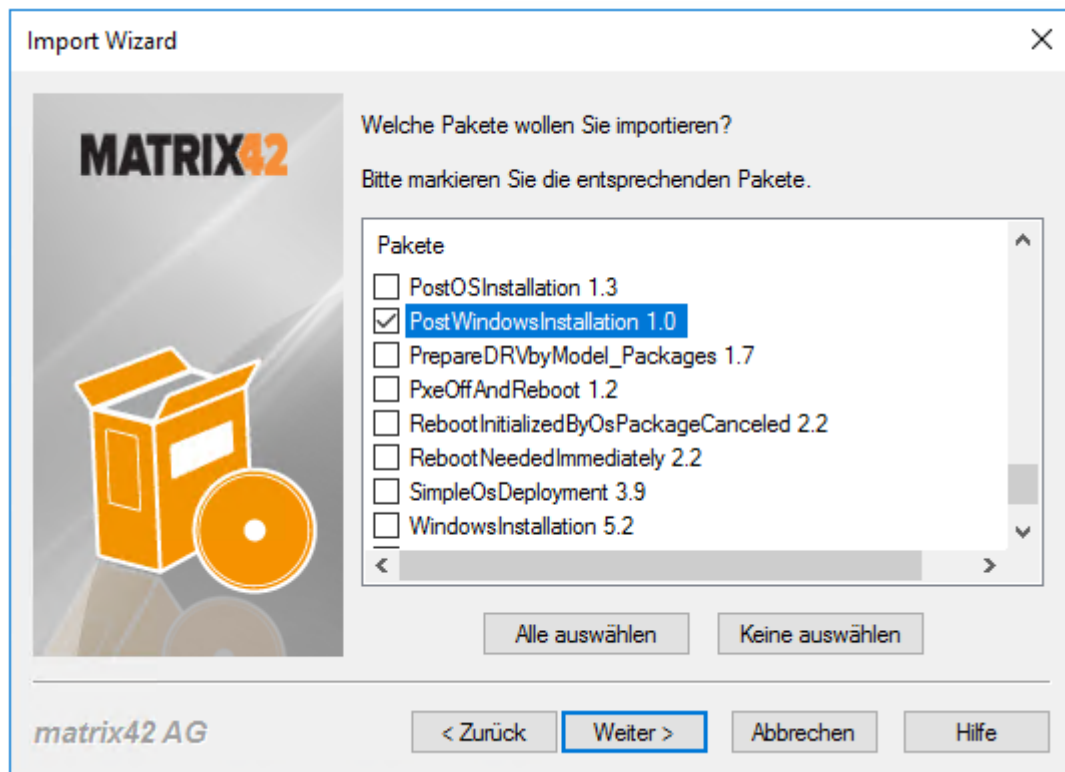 Import Wizard
MATRIX42
Welche Pakete wollen Sie importieren?
Bitte markieren Sie die entsprechenden Pakete.
Pakete
PostOSInstallation 1.3
PostWindowsInstallation 1.0
PrepareDRVbyModel_Packages 1.7
PxeOffAndReboot 1.2
RebootInitializedByOsPackageCanceled 2.2
RebootNeededImmediately 2.2
SimpleOsDeployment 3.9
WindowsInstallation 5.2
Alle auswählen Keine auswählen
matrix42 AG < Zurück Weiter > Abbrechen Hilfe